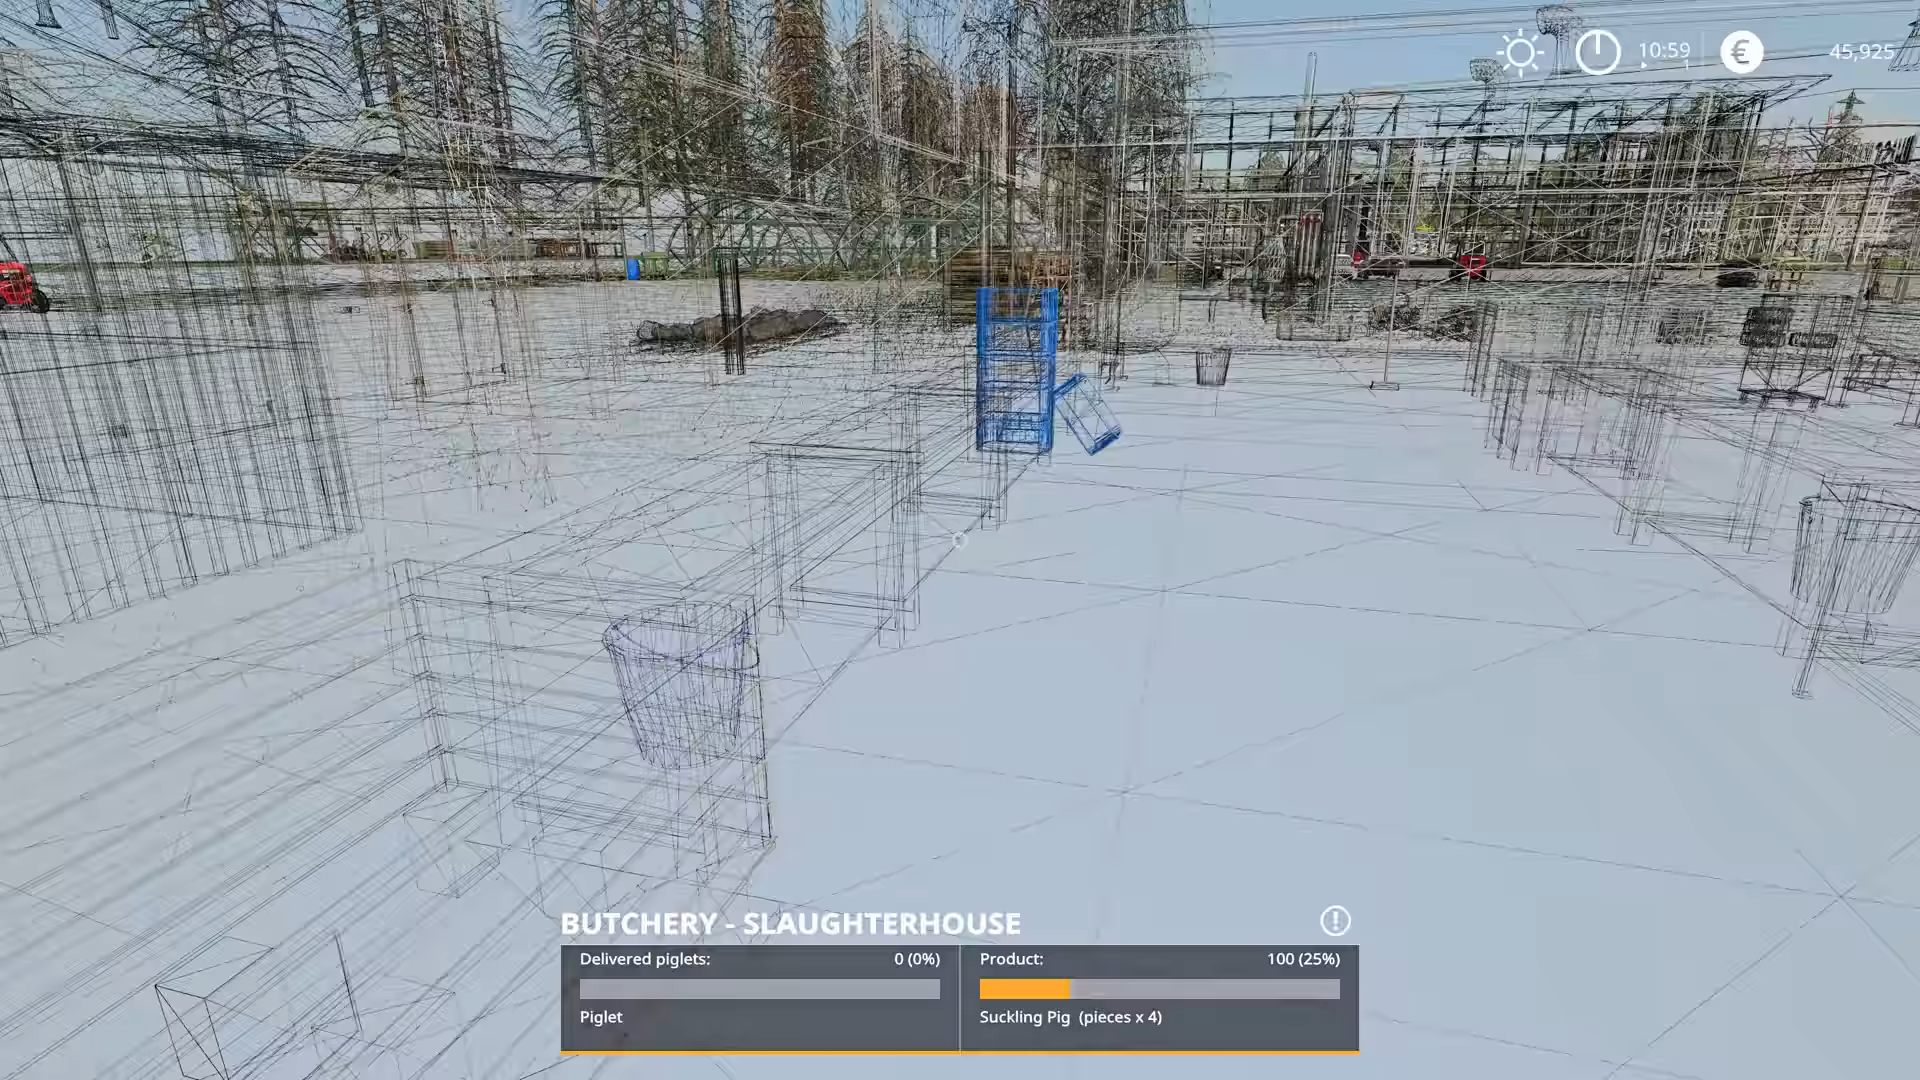 10:59
45,925
BUTCHERY - SLAUGHTERHOUSE
Delivered piglets: 0 (0%)
Piglet
Product: 100 (25%)
Suckling Pig (pieces x 4)